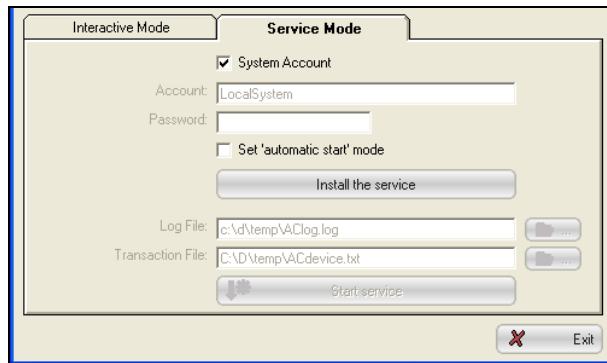 Interactive Mode
Service Mode
System Account
Account: LocalSystem
Password:
Set 'automatic start' mode
Install the service
Log File: c:\d\temp\AClog.log ...
Transaction File: C:\D\temp\ACdevice.txt ...
Start service
Exit